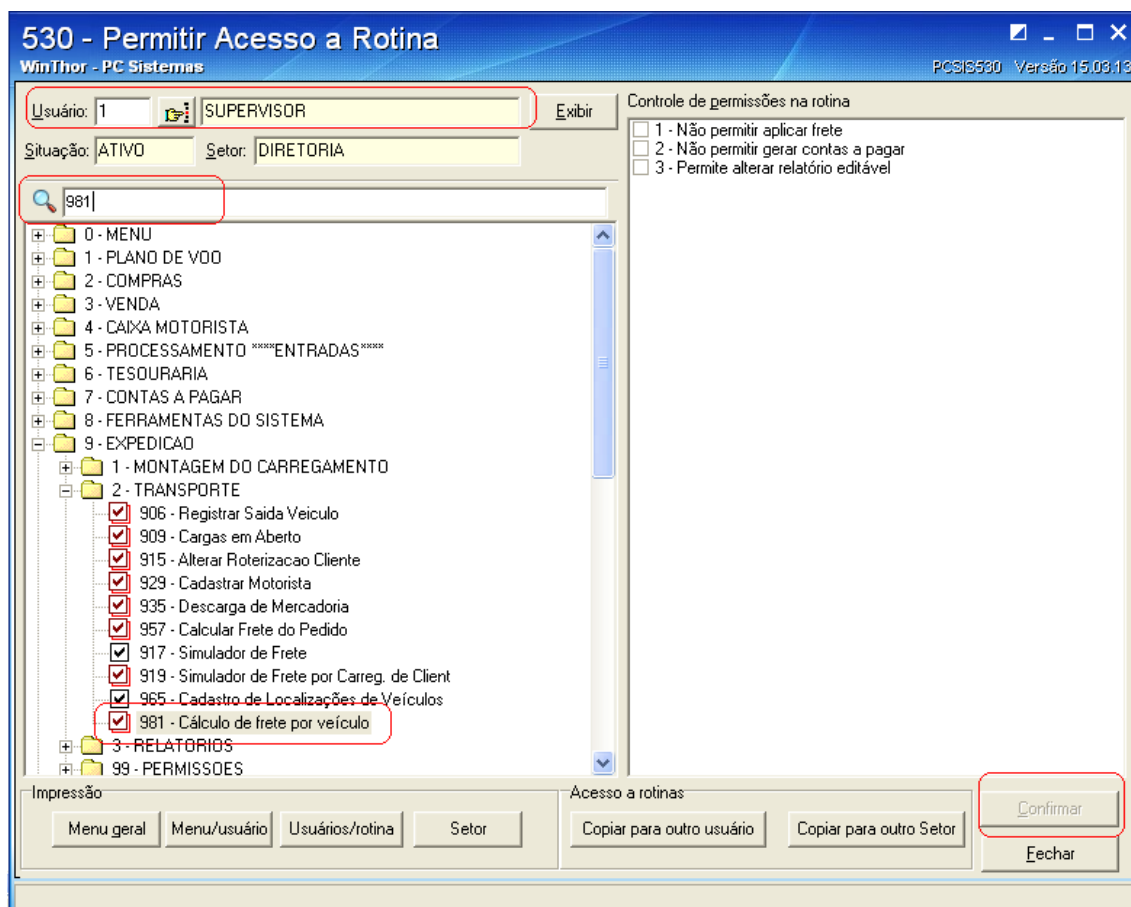 530 - Permitir Acesso a Rotina
WinThor - PC Sistemas
PCSIS530 Versão 15.03.13
Usuário: 1 SUPERVISOR Exibir
Situação: ATIVO Setor: DIRETORIA
981
0 - MENU
1 - PLANO DE VOO
2 - COMPRAS
3 - VENDA
4 - CAIXA MOTORISTA
5 - PROCESSAMENTO ****ENTRADAS****
6 - TESOURARIA
7 - CONTAS A PAGAR
8 - FERRAMENTAS DO SISTEMA
9 - EXPEDICAO
1 - MONTAGEM DO CARREGAMENTO
2 - TRANSPORTE
906 - Registrar Saida Veiculo
909 - Cargas em Aberto
915 - Alterar Roterizacao Cliente
929 - Cadastrar Motorista
935 - Descarga de Mercadoria
957 - Calcular Frete do Pedido
917 - Simulador de Frete
919 - Simulador de Frete por Carreg. de Client
965 - Cadastro de Localizações de Veículos
981 - Cálculo de frete por veículo
3 - RELATORIOS
99 - PERMISSOES
Controle de permissões na rotina
1 - Não permitir aplicar frete
2 - Não permitir gerar contas a pagar
3 - Permite alterar relatório editável
Impressão
Menu geral Menu/usuário Usuários/rotina Setor
Acesso a rotinas
Copiar para outro usuário Copiar para outro Setor
Confirmar
Fechar